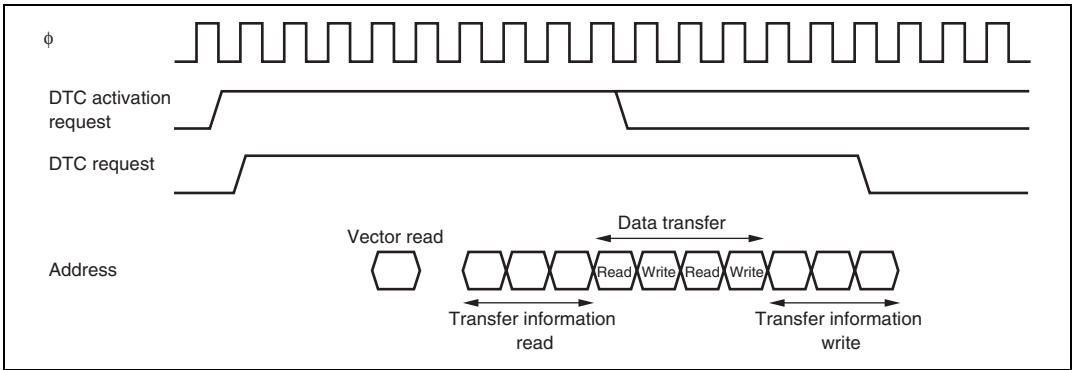 φ
DTC activation
request
DTC request
Data transfer
Vector read
Address
Read Write Read Write
Transfer information
read
Transfer information
write